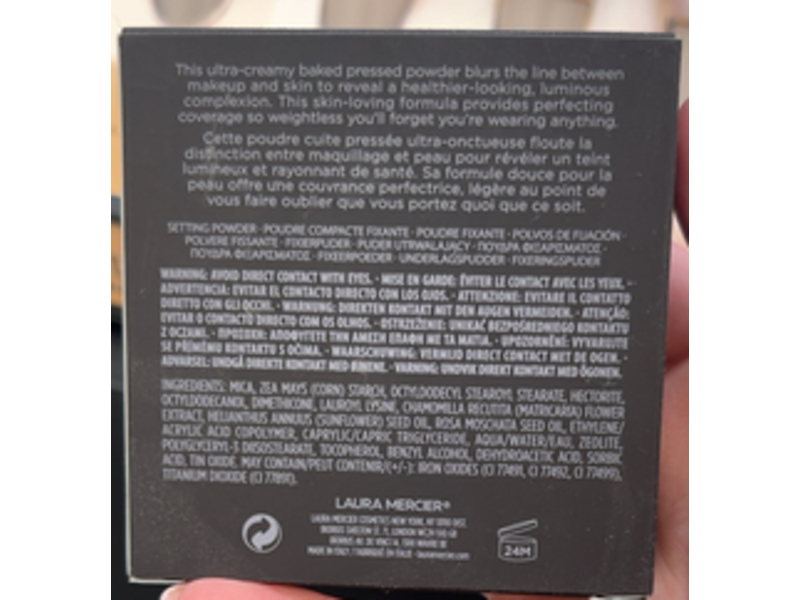 This ultra-creamy baked pressed powder blurs the line between
makeup and skin to reveal a healthier-looking, luminous
complexion. This skin-loving formula provides perfecting
coverage so weightless you'll forget you're wearing anything.
Cette poudre cuite pressée ultra-onctueuse floute la
distinction entre maquillage et peau pour révéler un teint
lumineux et rayonnant de santé. Sa formule douce pour la
peau offre une couvrance perfectrice, légère au point de
vous faire oublier que vous portez quoi que ce soit.
SETTING POWDER · POUDRE COMPACTE FIXANTE · POUDRE FIXANTE · POLVOS DE FIJACIÓN ·
POLVERE FISSANTE · FIXIERPUDER · PUDER UTRWALAJĄCY · ΠΟΥΔΡΑ ΦΙΞΑΡΙΣΜΑΤΟΣ ·
ΠΟΥΔΡΑ ΦΙΞΑΡΙΣΜΑΤΟΣ · FIXEERPOEDER · UNDERLAGSPUDDER · FIXERINGSPUDER
WARNING: AVOID DIRECT CONTACT WITH EYES. · MISE EN GARDE: ÉVITER LE CONTACT AVEC LES YEUX. ·
ADVERTENCIA: EVITAR EL CONTACTO DIRECTO CON LOS OJOS. · ATTENZIONE: EVITARE IL CONTATTO
DIRETTO CON GLI OCCHI. · WARNUNG: DIREKTEN KONTAKT MIT DEN AUGEN VERMEIDEN. · ATENÇÃO:
EVITAR O CONTACTO DIRECTO COM OS OLHOS. · OSTRZEŻENIE: UNIKAĆ BEZPOŚREDNIEGO KONTAKTU
Z OCZAMI. · ΠΡΟΣΟΧΗ: ΑΠΟΦΥΓΕΤΕ ΤΗΝ ΑΜΕΣΗ ΕΠΑΦΗ ΜΕ ΤΑ ΜΑΤΙΑ. · UPOZORNĚNÍ: VYVARUJTE
SE PŘÍMÉMU KONTAKTU S OČIMA. · WAARSCHUWING: VERMIJD DIRECT CONTACT MET DE OGEN. ·
ADVARSEL: UNDGÅ DIREKTE KONTAKT MED ØJNENE. · VARNING: UNDVIK DIREKT KONTAKT MED ÖGONEN.
INGREDIENTS: MICA, ZEA MAYS (CORN) STARCH, OCTYLDODECYL STEAROYL STEARATE, HECTORITE,
OCTYLDODECANOL, DIMETHICONE, LAUROYL LYSINE, CHAMOMILLA RECUTITA (MATRICARIA) FLOWER
EXTRACT, HELIANTHUS ANNUUS (SUNFLOWER) SEED OIL, ROSA MOSCHATA SEED OIL, ETHYLENE/
ACRYLIC ACID COPOLYMER, CAPRYLIC/CAPRIC TRIGLYCERIDE, AQUA/WATER/EAU, ZEOLITE,
POLYGLYCERYL-3 DIISOSTEARATE, TOCOPHEROL, BENZYL ALCOHOL, DEHYDROACETIC ACID, SORBIC
ACID, TIN OXIDE. MAY CONTAIN/PEUT CONTENIR/(+/-): IRON OXIDES (CI 77491, CI 77492, CI 77499),
TITANIUM DIOXIDE (CI 77891).
LAURA MERCIER®
LAURA MERCIER COSMETICS NEW YORK, NY
LONDON
MADE IN ITALY / FABRIQUÉ EN ITALIE · lauramercier.com
24M